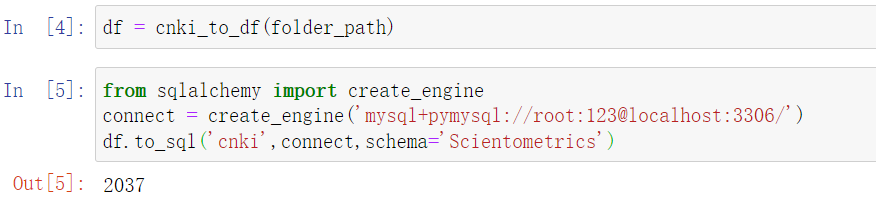 In [4]: df = cnki_to_df(folder_path)
In [5]: from sqlalchemy import create_engine
connect = create_engine('mysql+pymysql://root:123@localhost:3306/')
df.to_sql('cnki',connect,schema='Scientometrics')
Out[5]: 2037